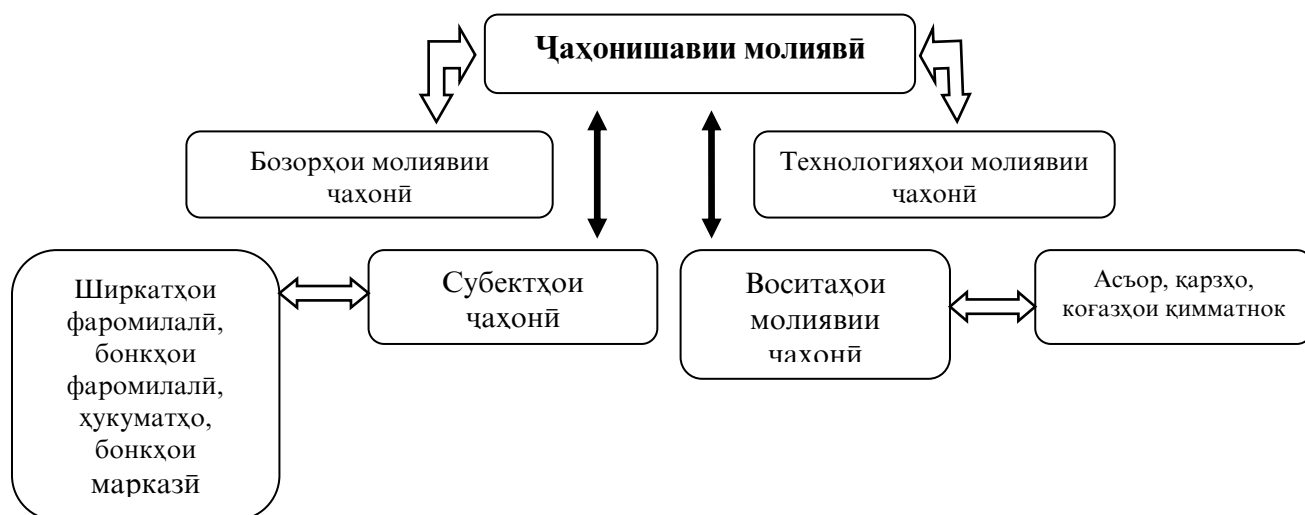 Ҷаҳонишавии молиявӣ
Бозорҳои молиявии
ҷаҳонӣ
Технологияҳои молиявии
ҷаҳонӣ
Ширкатҳои
фаромилалӣ,
бонкҳои
фаромилалӣ,
ҳукуматҳо,
бонкҳои
марказӣ
Субектҳои
ҷаҳонӣ
Воситаҳои
молиявии
ҷаҳонӣ
Асъор, қарзҳо,
коғазҳои қимматнок